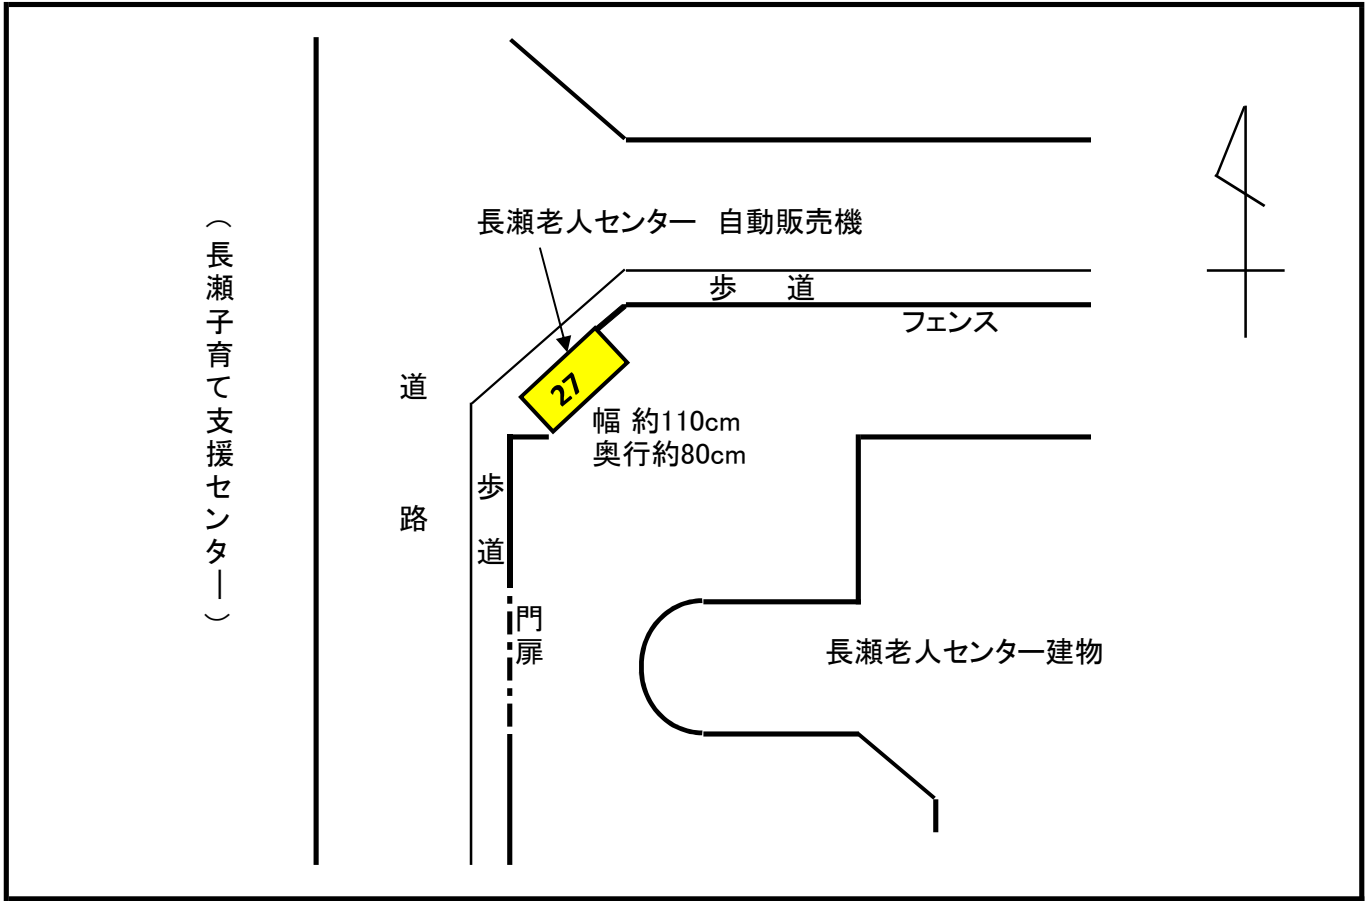 長瀬老人センター　自動販売機
歩　道
フェンス
（長瀬子育て支援センター）
道路
27
幅 約110cm
奥行約80cm
歩道
門扉
長瀬老人センター建物